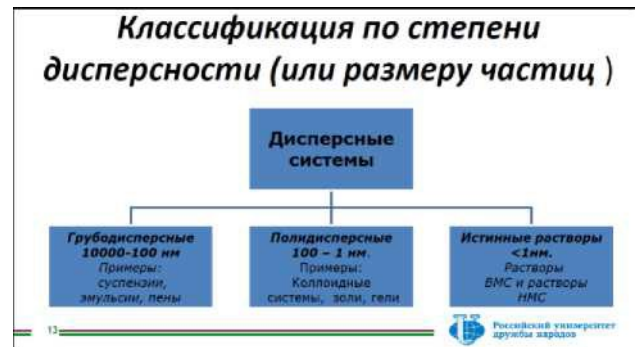 Классификация по степени
дисперсности (или размеру частиц )
Дисперсные
системы
Грубодисперсные
10000-100 нм
Примеры:
суспензии,
эмульсии, пены
Полидисперсные
100 – 1 нм.
Примеры:
Коллоидные
системы, золи, гели
Истинные растворы
<1нм.
Растворы
ВМС и растворы
НМС
13
Российский университет
дружбы народов